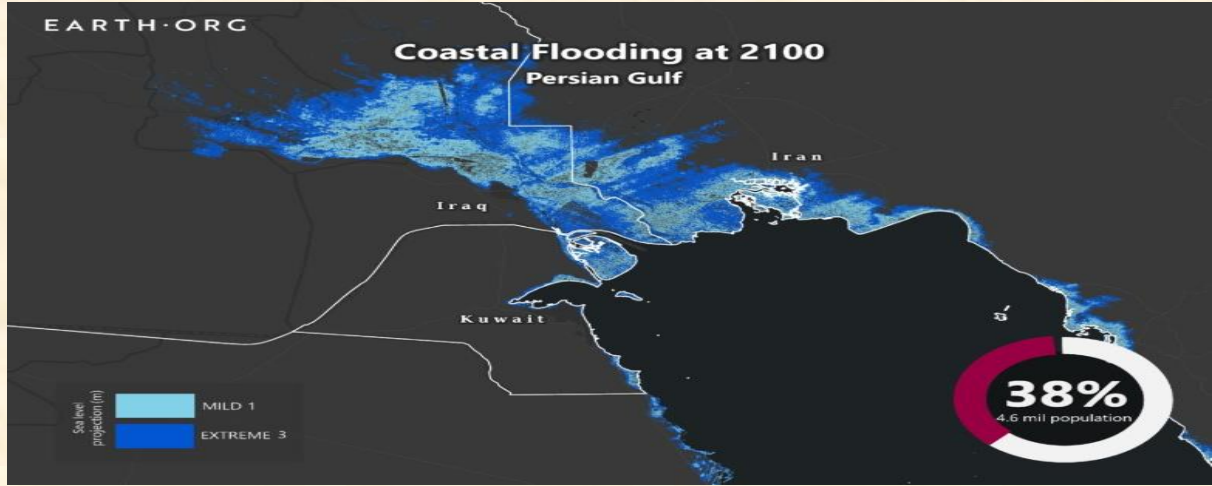 EARTH·ORG
Coastal Flooding at 2100
Persian Gulf
Iran
Iraq
Kuwait
Sea level
projection (m)
MILD 1
EXTREME 3
38%
4.6 mil population